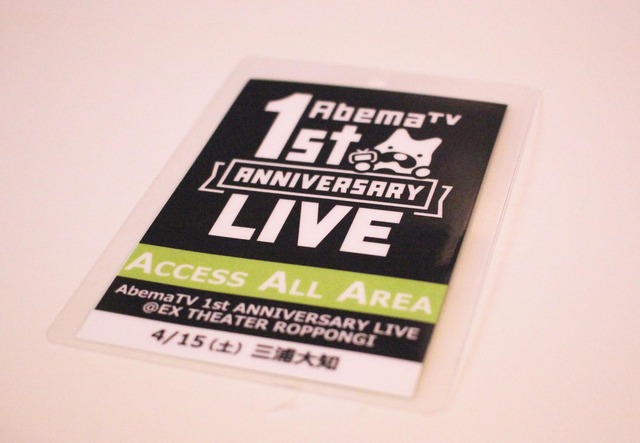 AbemaTV
1st
ANNIVERSARY
LIVE
ACCESS ALL AREA
AbemaTV 1st ANNIVERSARY LIVE
@EX THEATER ROPPONGI
4/15(土) 三浦大知